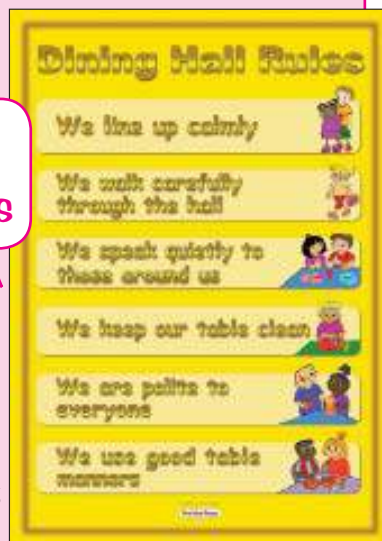 Dining Hall Rules
We line up calmly
We walk carefully
through the hall
We speak quietly to
those around us
We keep our table clean
We are polite to
everyone
We use good table
manners